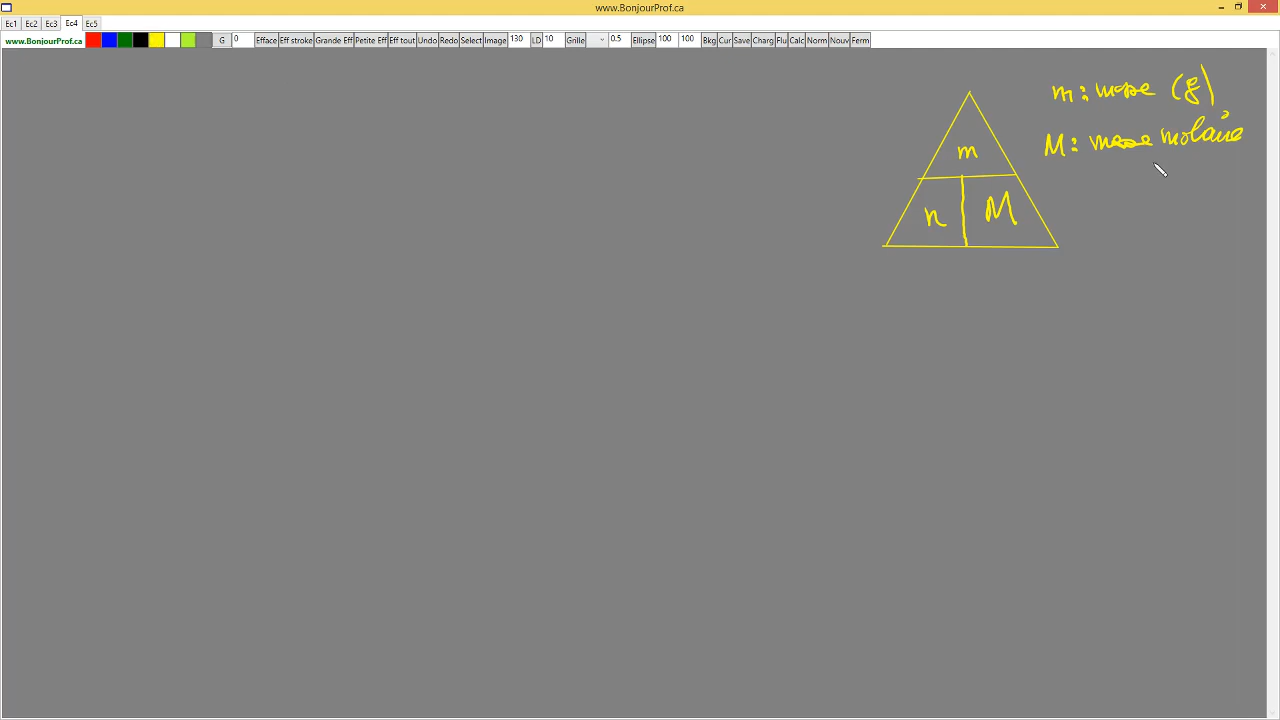 www.BonjourProf.ca
Ec1 Ec2 Ec3 Ec4 Ec5
www.BonjourProf.ca G 0 Efface Eff stroke Grande Eff Petite Eff Eff tout Undo Redo Select Image 130 LD 10 Grille 0.5 Ellipse 100 100 Bkg Cur Save Charg Flu Calc Norm Nouv Ferm
m : masse (g)
M : masse molaire
m
n M